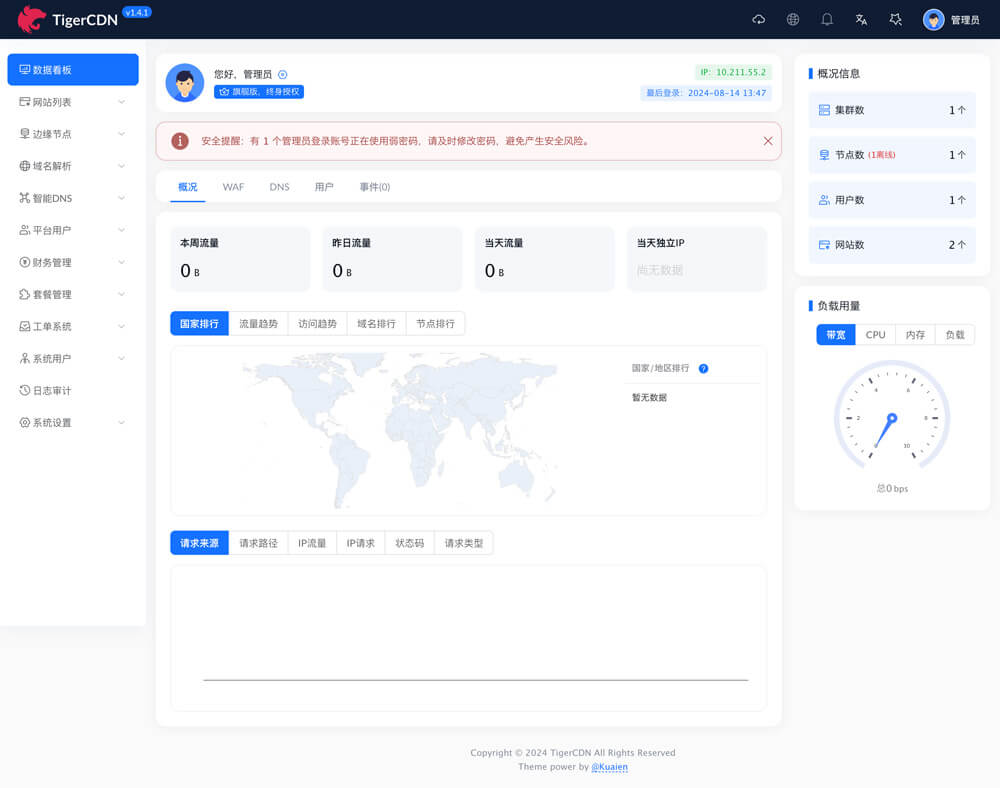 TigerCDN v1.4.1
管理员
数据看板
网站列表
边缘节点
域名解析
智能DNS
平台用户
财务管理
套餐管理
工单系统
系统用户
日志审计
系统设置
您好，管理员
旗舰版，终身授权
IP：10.211.55.2
最后登录：2024-08-14 13:47
安全提醒：有 1 个管理员登录账号正在使用弱密码，请及时修改密码，避免产生安全风险。
概况 WAF DNS 用户 事件(0)
本周流量
0 B
昨日流量
0 B
当天流量
0 B
当天独立IP
尚无数据
国家排行 流量趋势 访问趋势 域名排行 节点排行
国家/地区排行 ?
暂无数据
请求来源 请求路径 IP流量 IP请求 状态码 请求类型
概况信息
集群数 1 个
节点数 (1离线) 1 个
用户数 1 个
网站数 2 个
负载用量
带宽 CPU 内存 负载
4 6
2 8
0 10
总0 bps
Copyright © 2024 TigerCDN All Rights Reserved
Theme power by @Kuaien